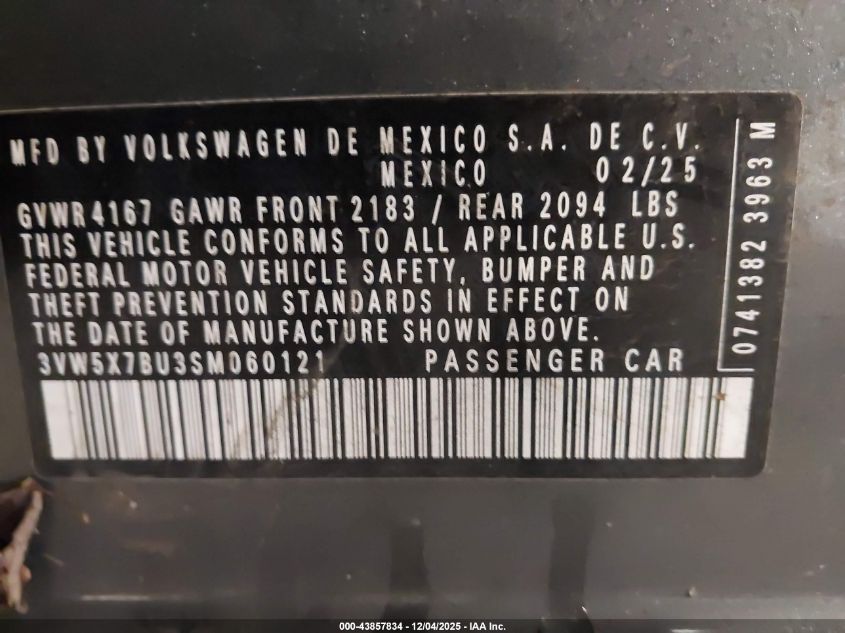 MFD BY VOLKSWAGEN DE MEXICO S.A. DE C.V.
MEXICO 02/25
GVWR 4167 GAWR FRONT 2183 / REAR 2094 LBS
THIS VEHICLE CONFORMS TO ALL APPLICABLE U.S.
FEDERAL MOTOR VEHICLE SAFETY, BUMPER AND
THEFT PREVENTION STANDARDS IN EFFECT ON
THE DATE OF MANUFACTURE SHOWN ABOVE.
3VW5X7BU3SM060121 PASSENGER CAR
0741382 3963 M
000-43857834 - 12/04/2025 - IAA Inc.